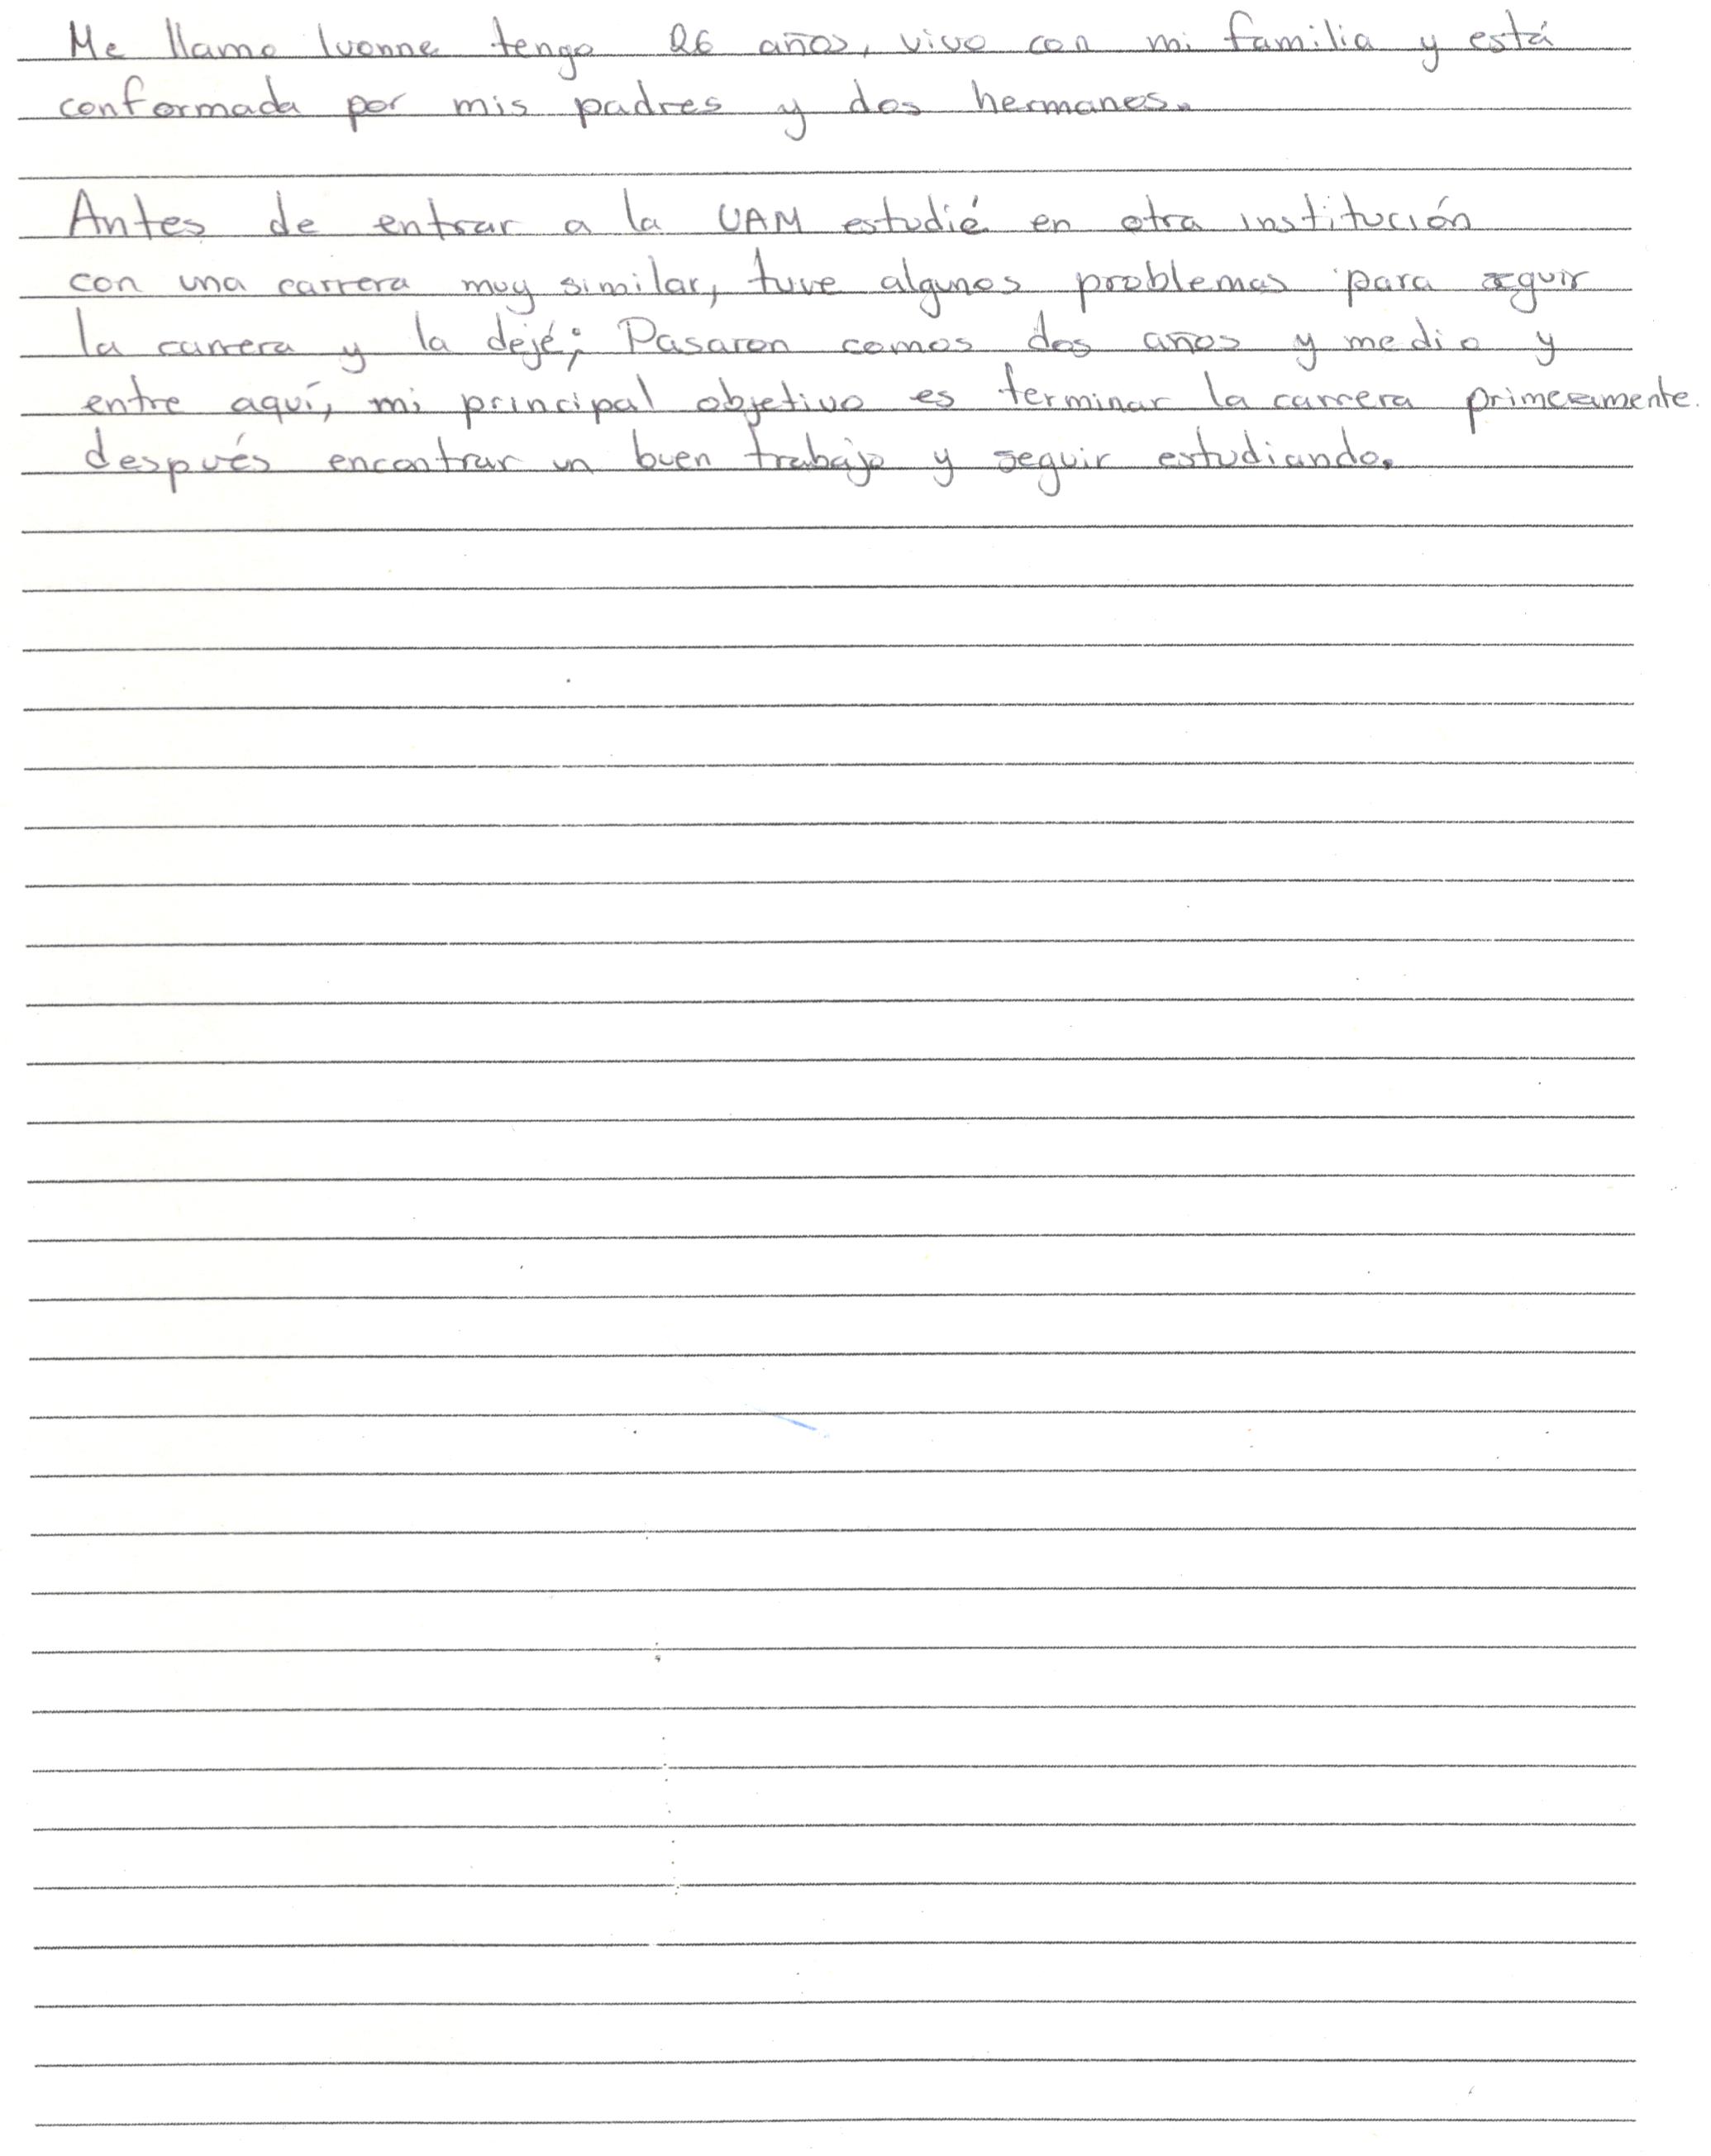 Me llamo Ivonne tengo 26 años, vivo con mi familia y está
conformada por mis padres y dos hermanos.
Antes de entrar a la UAM estudié en otra institución
con una carrera muy similar, tuve algunos problemas para seguir
la carrera y la dejé; Pasaron comos dos años y medio y
entre aquí, mi principal objetivo es terminar la carrera primeramente.
después encontrar un buen trabajo y seguir estudiando.